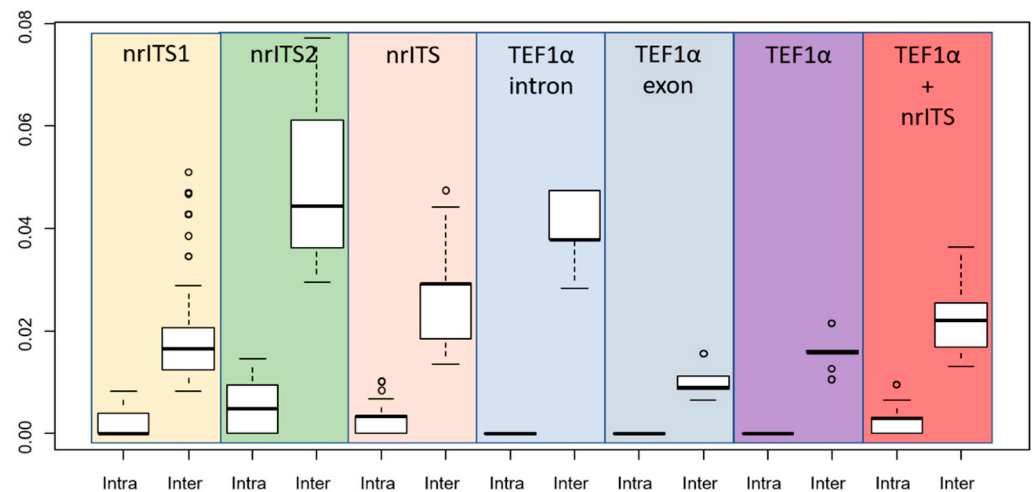 0.08
0.06
0.04
0.02
0.00
nrITS1
nrITS2
nrITS
TEF1α
intron
TEF1α
exon
TEF1α
TEF1α
+
nrITS
Intra Inter Intra Inter Intra Inter Intra Inter Intra Inter Intra Inter Intra Inter